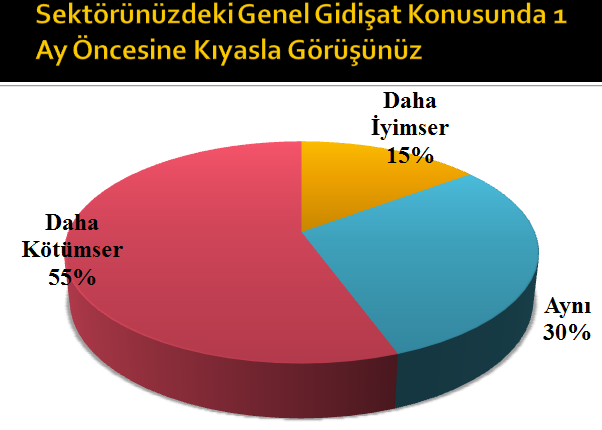 Sektörünüzdeki Genel Gidişat Konusunda 1
Ay Öncesine Kıyasla Görüşünüz
Daha
İyimser
15%
Daha
Kötümser
55%
Aynı
30%